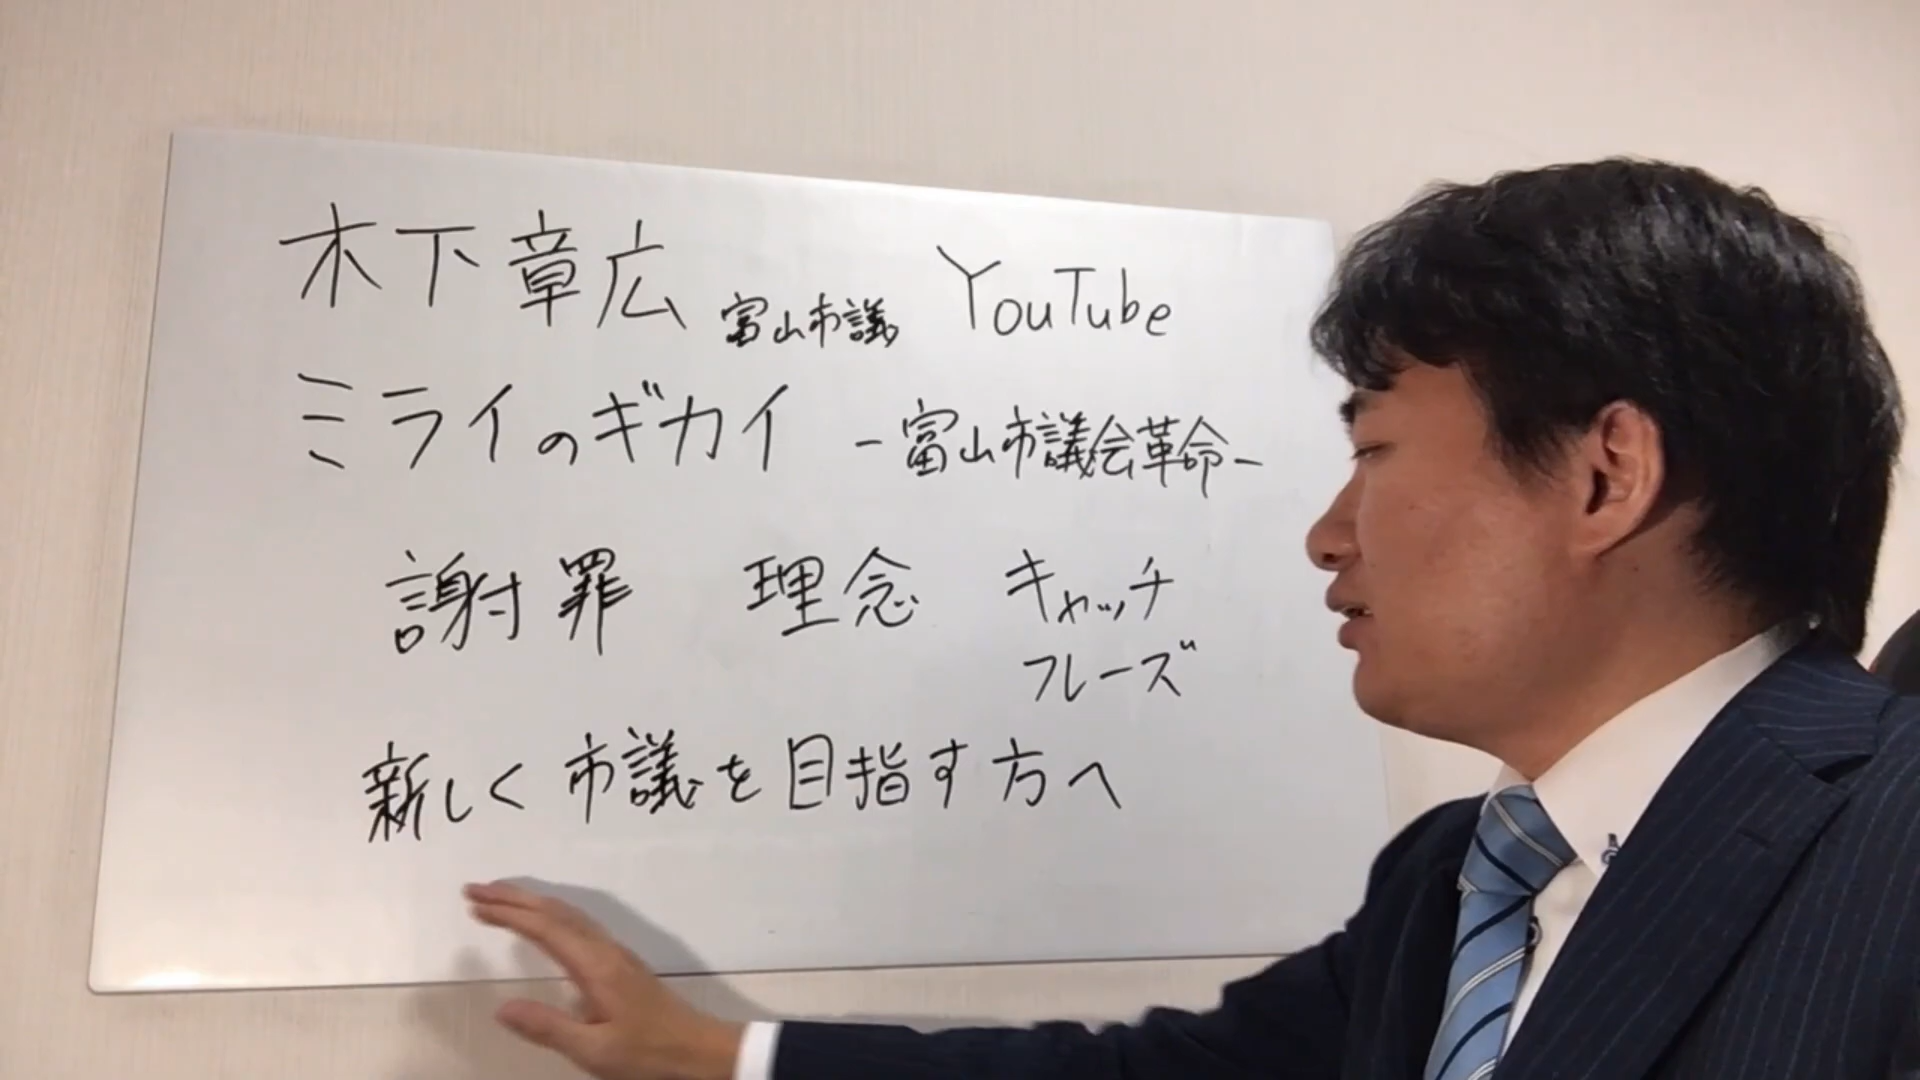 木下章広 富山市議 YouTube
ミライのギカイ -富山市議会革命-
謝罪 理念 キャッチ
フレーズ
新しく市議を目指す方へ